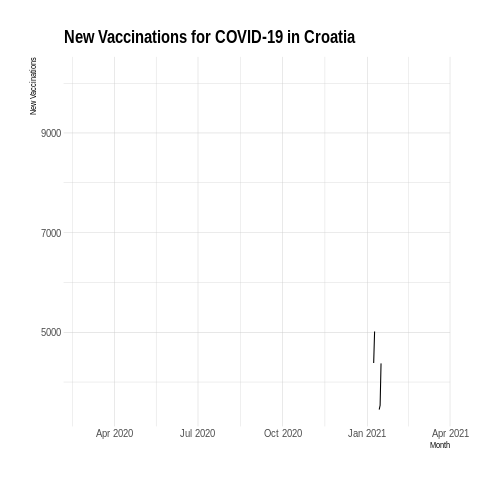 New Vaccinations for COVID-19 in Croatia
New Vaccinations
9000
7000
5000
Apr 2020 Jul 2020 Oct 2020 Jan 2021 Apr 2021
Month